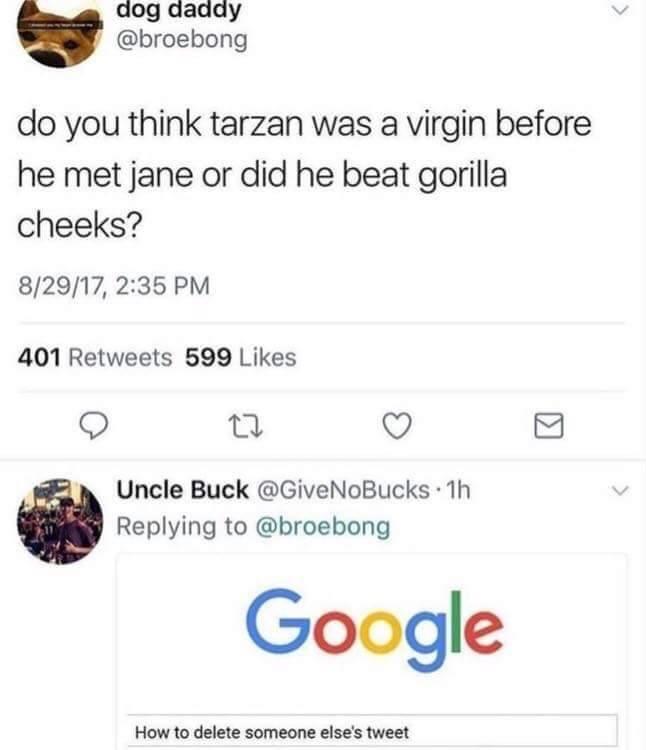 dog daddy
@broebong
do you think tarzan was a virgin before
he met jane or did he beat gorilla
cheeks?
8/29/17, 2:35 PM
401 Retweets 599 Likes
Uncle Buck @GiveNoBucks · 1h
Replying to @broebong
Google
How to delete someone else's tweet